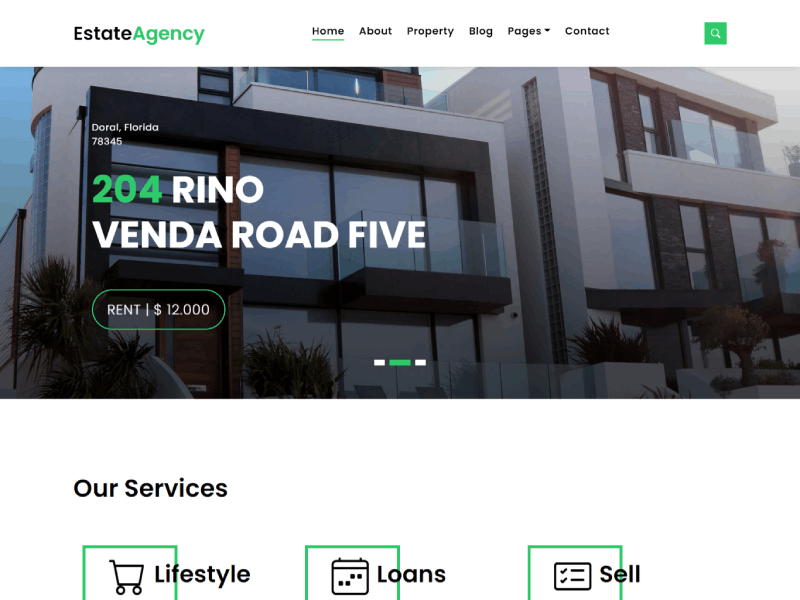 EstateAgency
Home About Property Blog Pages Contact
Doral, Florida
78345
204 RINO
VENDA ROAD FIVE
RENT | $ 12.000
Our Services
Lifestyle
Loans
Sell